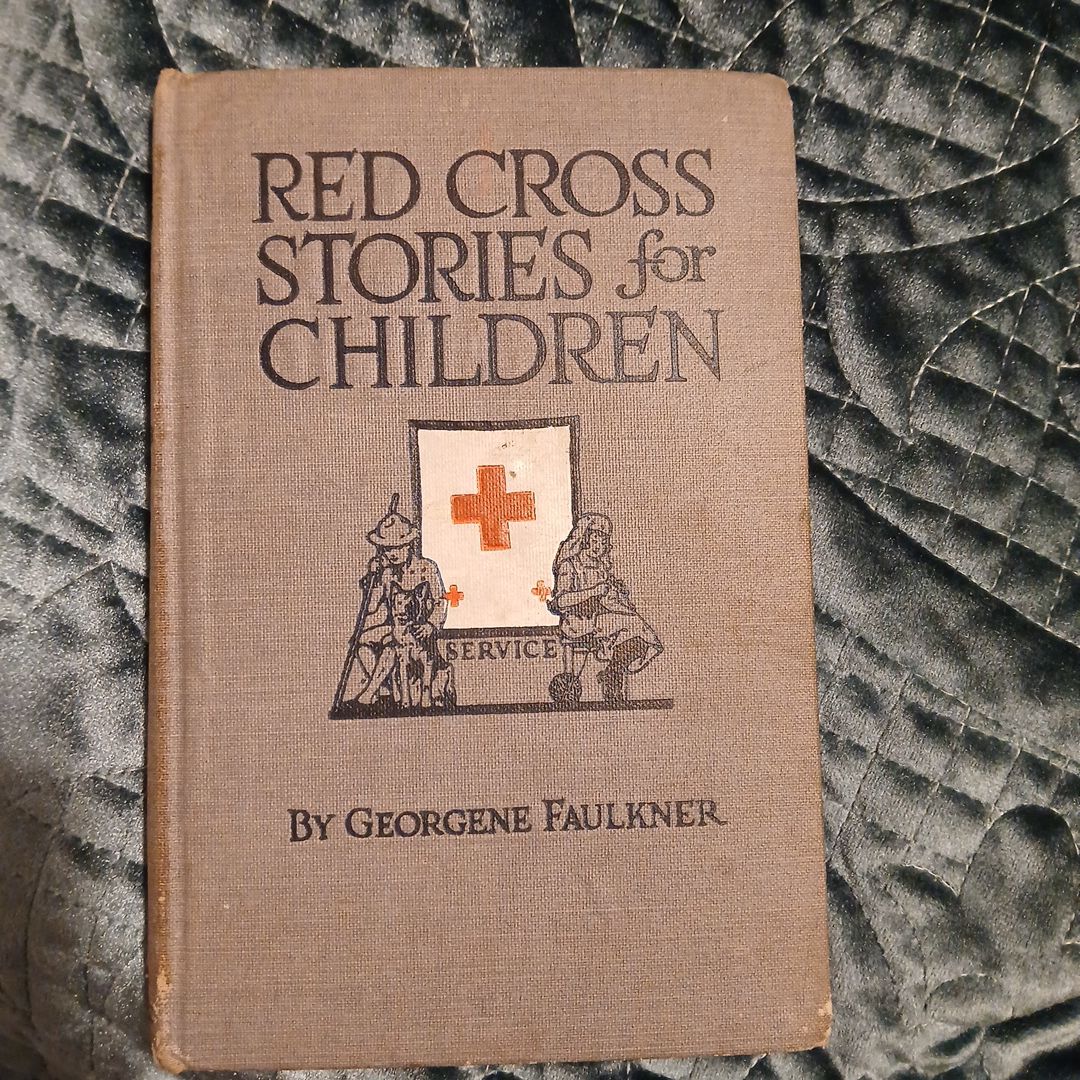 RED CROSS
STORIES for
CHILDREN
SERVICE
BY GEORGENE FAULKNER